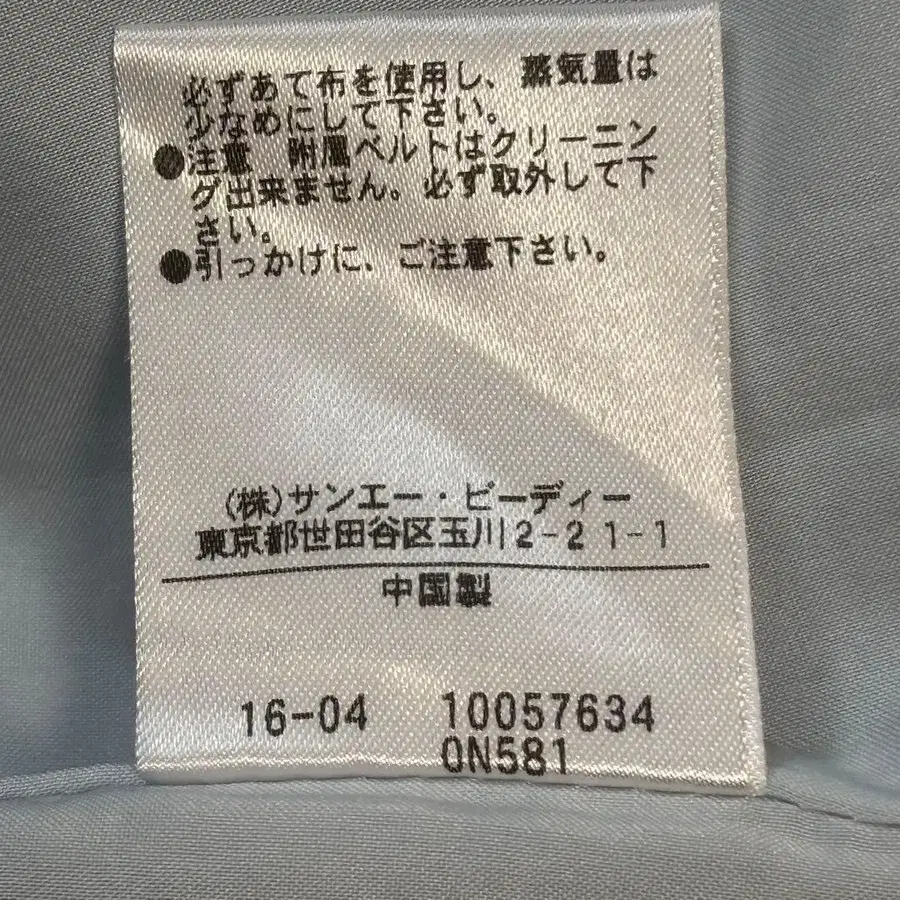 必ずあて布を使用し、蒸気量は
少なめにして下さい。
●注意 附属ベルトはクリーニン
グ出来ません。必ず取外して下
さい。
●引っかけに、ご注意下さい。
(株)サンエー・ビーディー
東京都世田谷区玉川2-21-1
中国製
16-04 10057634
0N581